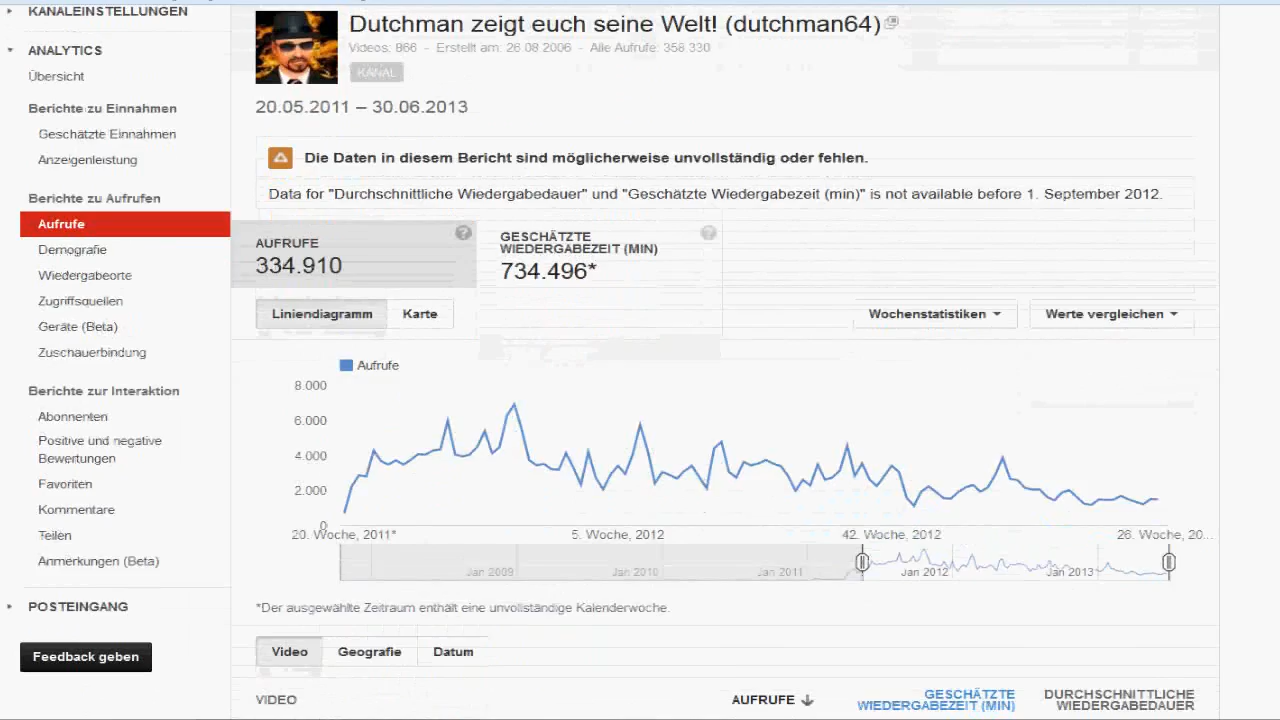 KANALEINSTELLUNGEN
ANALYTICS
Übersicht
Berichte zu Einnahmen
Geschätzte Einnahmen
Anzeigenleistung
Berichte zu Aufrufen
Aufrufe
Demografie
Wiedergabeorte
Zugriffsquellen
Geräte (Beta)
Zuschauerbindung
Berichte zur Interaktion
Abonnenten
Positive und negative
Bewertungen
Favoriten
Kommentare
Teilen
Anmerkungen (Beta)
POSTEINGANG
Feedback geben
Dutchman zeigt euch seine Welt! (dutchman64)
Videos: 866 - Erstellt am: 26.08.2006 - Alle Aufrufe: 358 330
KANAL
20.05.2011 – 30.06.2013
Die Daten in diesem Bericht sind möglicherweise unvollständig oder fehlen.
Data for "Durchschnittliche Wiedergabedauer" und "Geschätzte Wiedergabezeit (min)" is not available before 1. September 2012.
AUFRUFE
334.910
GESCHÄTZTE
WIEDERGABEZEIT (MIN)
734.496*
Liniendiagramm Karte
Wochenstatistiken Werte vergleichen
Aufrufe
8.000
6.000
4.000
2.000
0
20. Woche, 2011* 5. Woche, 2012 42. Woche, 2012 26. Woche, 20...
Jan 2009 Jan 2010 Jan 2011 Jan 2012 Jan 2013
*Der ausgewählte Zeitraum enthält eine unvollständige Kalenderwoche.
Video Geografie Datum
VIDEO
AUFRUFE
GESCHÄTZTE
WIEDERGABEZEIT (MIN)
DURCHSCHNITTLICHE
WIEDERGABEDAUER